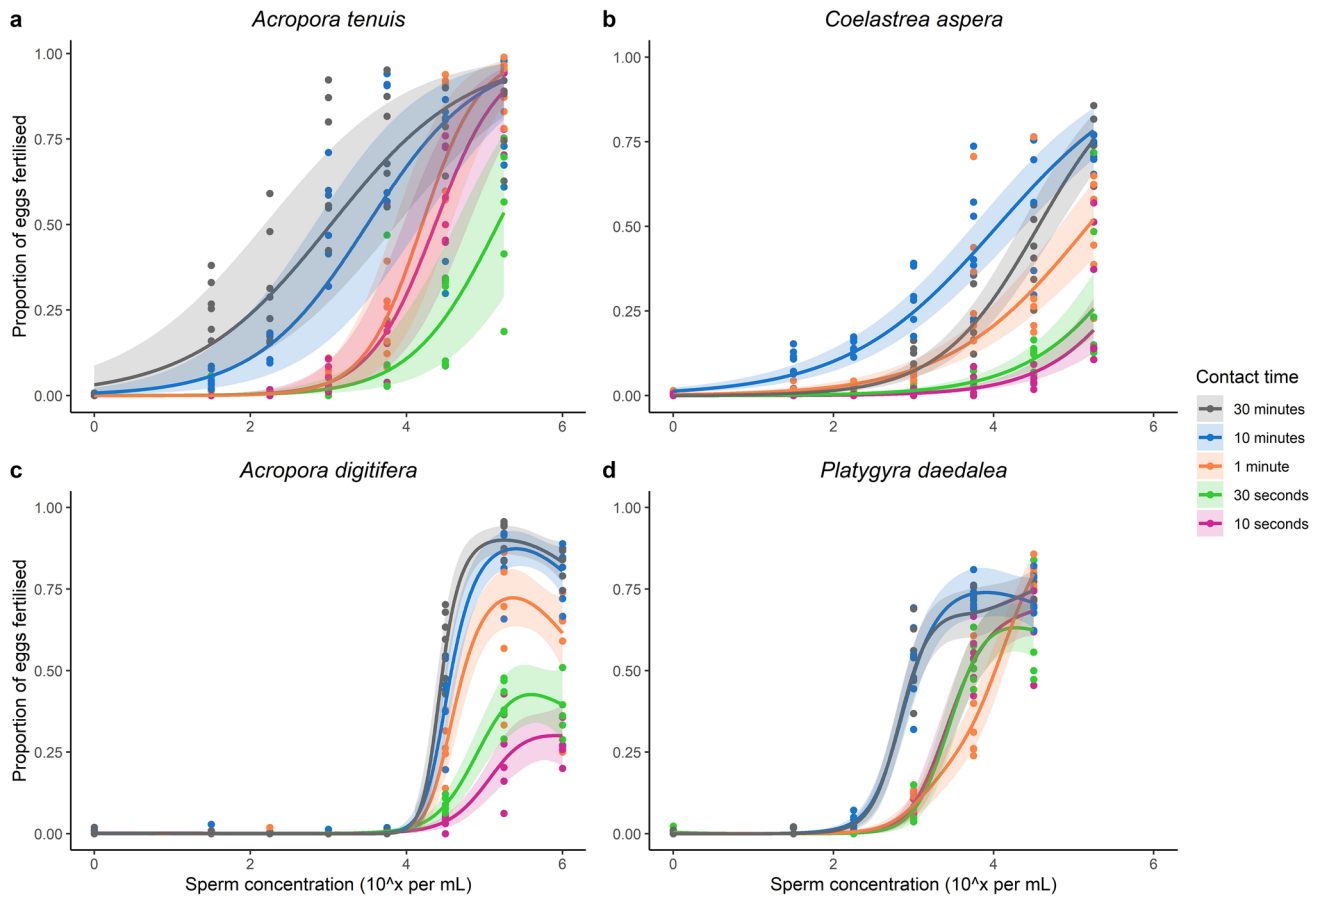 a Acropora tenuis
b Coelastrea aspera
1.00
0.75
0.50
0.25
0.00
Proportion of eggs fertilised
0 2 4 6
1.00
0.75
0.50
0.25
0.00
0 2 4 6
c Acropora digitifera
d Platygyra daedalea
1.00
0.75
0.50
0.25
0.00
Proportion of eggs fertilised
0 2 4 6
Sperm concentration (10^x per mL)
1.00
0.75
0.50
0.25
0.00
0 2 4 6
Sperm concentration (10^x per mL)
Contact time
30 minutes
10 minutes
1 minute
30 seconds
10 seconds